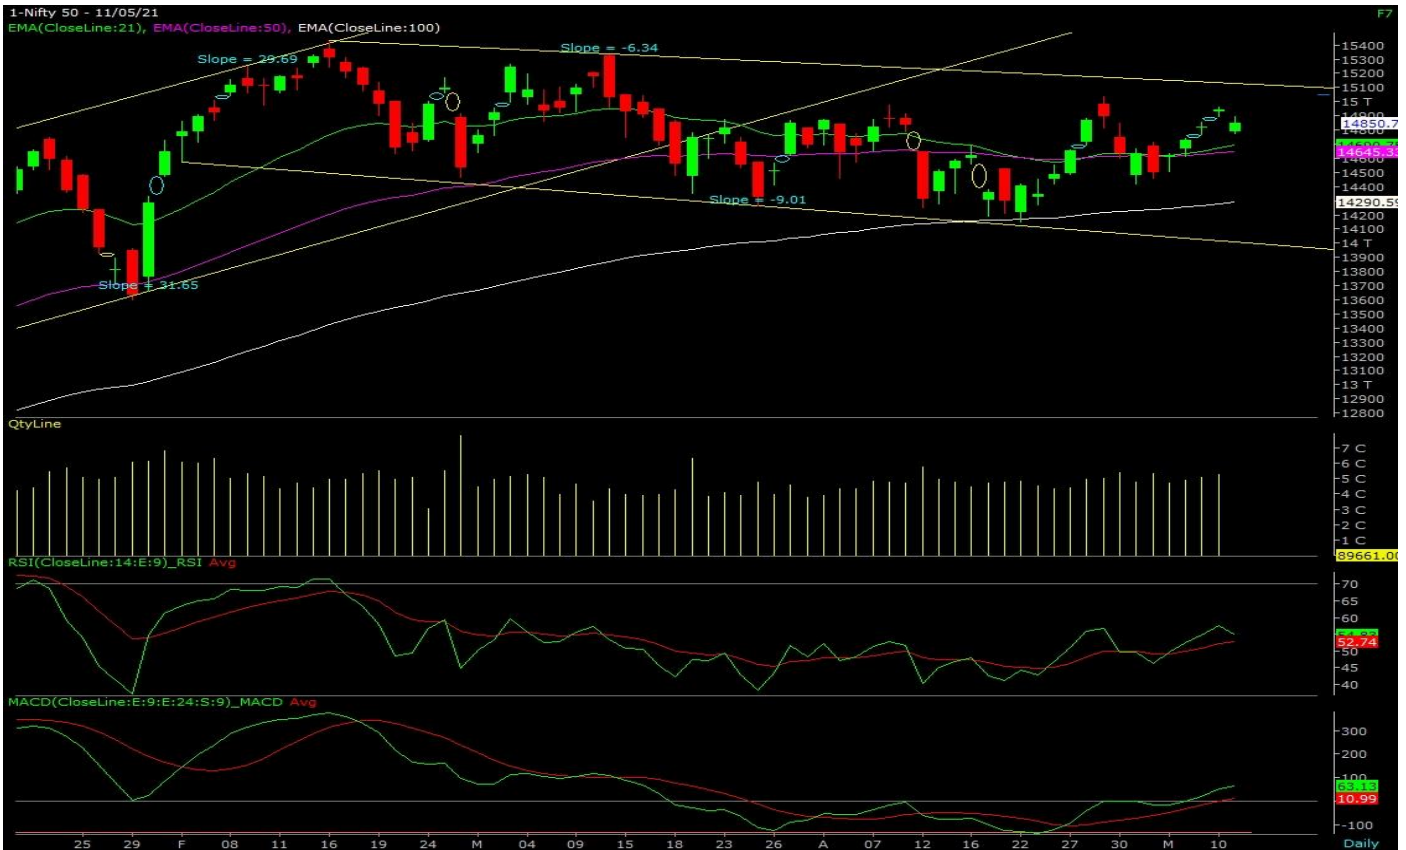 1-Nifty 50 - 11/05/21
F7
EMA(CloseLine:21), EMA(CloseLine:50), EMA(CloseLine:100)
Slope = 29.69
Slope = -6.34
Slope = -9.01
Slope = 31.65
15400
15300
15200
15100
15 T
14850.7
14645.33
14600
14500
14400
14290.59
14200
14100
14 T
13900
13800
13700
13600
13500
13400
13300
13200
13100
13 T
12900
12800
QtyLine
7 C
6 C
5 C
4 C
3 C
2 C
1 C
89661.00
RSI(CloseLine:14:E:9)_RSI Avg
70
65
60
52.74
50
45
40
MACD(CloseLine:E:9:E:24:S:9)_MACD Avg
300
200
100
63.13
10.99
-100
25 29 F 08 11 16 19 24 M 04 09 15 18 23 26 A 07 12 16 22 27 30 M 10
Daily